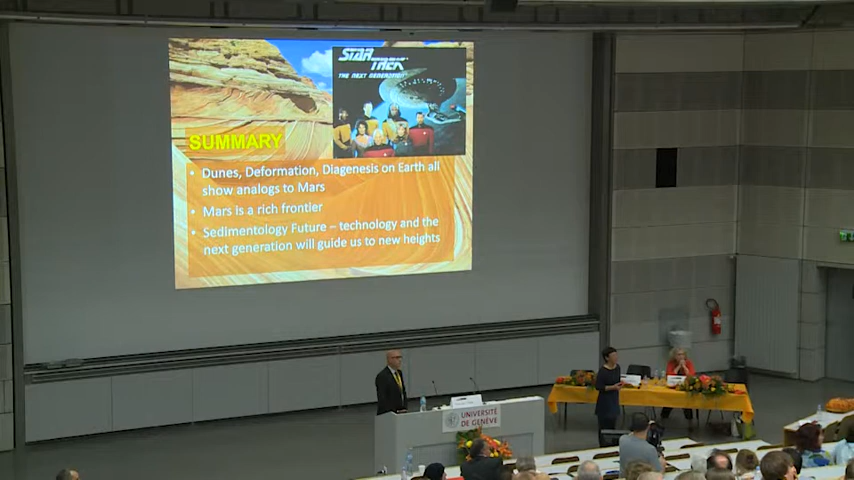 STAR TREK
THE NEXT GENERATION
SUMMARY
• Dunes, Deformation, Diagenesis on Earth all
show analogs to Mars
• Mars is a rich frontier
• Sedimentology Future – technology and the
next generation will guide us to new heights
UNIVERSITÉ
DE GENÈVE